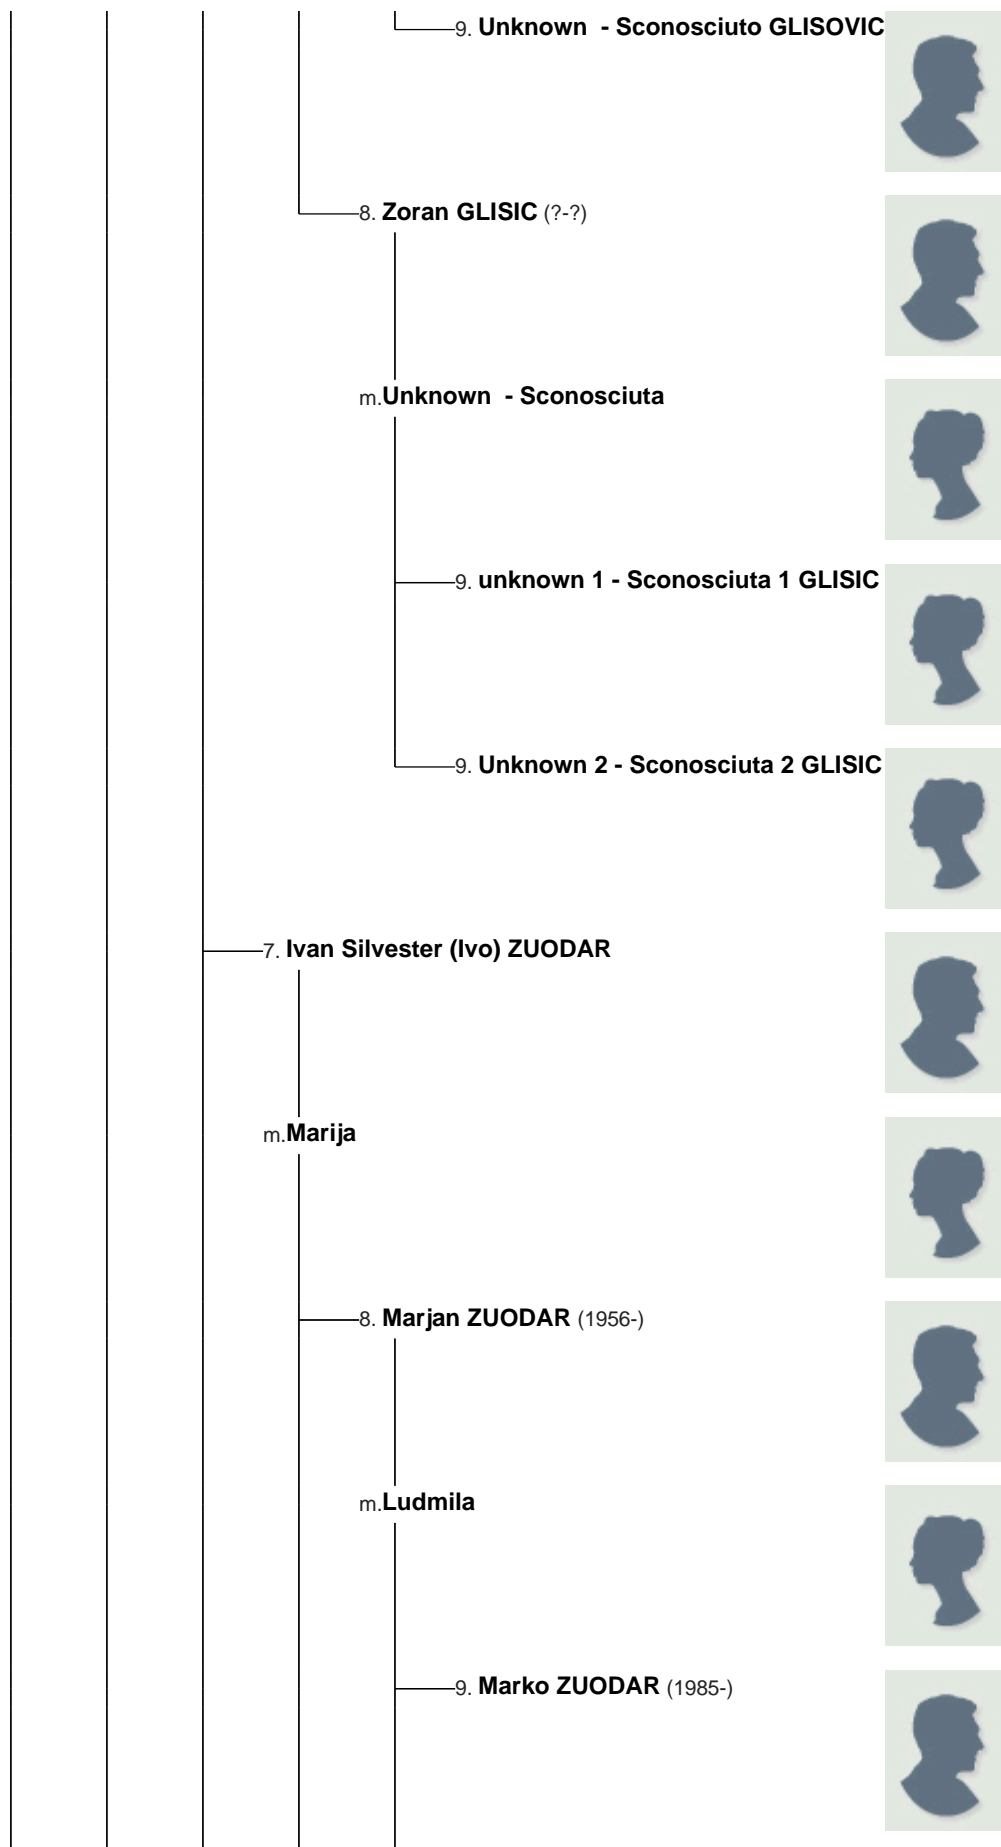 9. Unknown - Sconosciuto GLISOVIC
8. Zoran GLISIC (?-?)
m.Unknown - Sconosciuta
9. unknown 1 - Sconosciuta 1 GLISIC
9. Unknown 2 - Sconosciuta 2 GLISIC
7. Ivan Silvester (Ivo) ZUODAR
m.Marija
8. Marjan ZUODAR (1956-)
m.Ludmila
9. Marko ZUODAR (1985-)